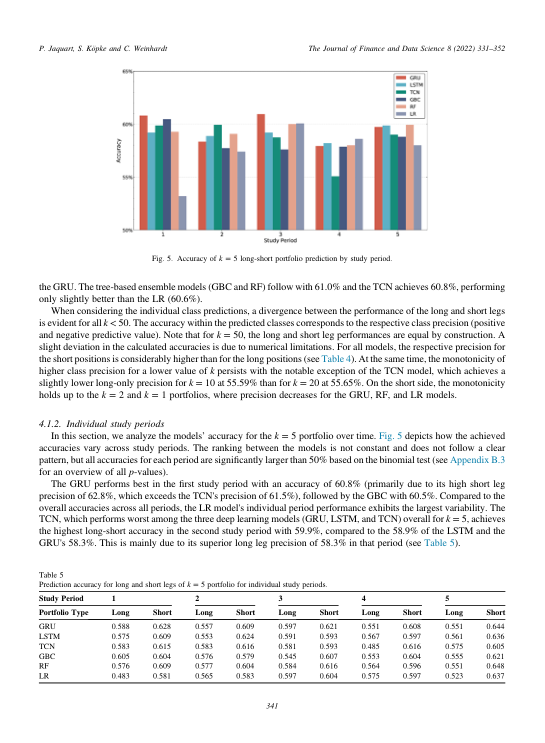 P. Jaquart, S. Köpke and C. Weinhardt
The Journal of Finance and Data Science 8 (2022) 331–352
65%
60%
55%
50%
Accuracy
GRU
LSTM
TCN
GBC
RF
LR
1 2 3 4 5
Study Period
Fig. 5. Accuracy of k = 5 long-short portfolio prediction by study period.
the GRU. The tree-based ensemble models (GBC and RF) follow with 61.0% and the TCN achieves 60.8%, performing
only slightly better than the LR (60.6%).
When considering the individual class predictions, a divergence between the performance of the long and short legs
is evident for all k < 50. The accuracy within the predicted classes corresponds to the respective class precision (positive
and negative predictive value). Note that for k = 50, the long and short leg performances are equal by construction. A
slight deviation in the calculated accuracies is due to numerical limitations. For all models, the respective precision for
the short positions is considerably higher than for the long positions (see Table 4). At the same time, the monotonicity of
higher class precision for a lower value of k persists with the notable exception of the TCN model, which achieves a
slightly lower long-only precision for k = 10 at 55.59% than for k = 20 at 55.65%. On the short side, the monotonicity
holds up to the k = 2 and k = 1 portfolios, where precision decreases for the GRU, RF, and LR models.
4.1.2. Individual study periods
In this section, we analyze the models' accuracy for the k = 5 portfolio over time. Fig. 5 depicts how the achieved
accuracies vary across study periods. The ranking between the models is not constant and does not follow a clear
pattern, but all accuracies for each period are significantly larger than 50% based on the binomial test (see Appendix B.3
for an overview of all p-values).
The GRU performs best in the first study period with an accuracy of 60.8% (primarily due to its high short leg
precision of 62.8%, which exceeds the TCN's precision of 61.5%), followed by the GBC with 60.5%. Compared to the
overall accuracies across all periods, the LR model's individual period performance exhibits the largest variability. The
TCN, which performs worst among the three deep learning models (GRU, LSTM, and TCN) overall for k = 5, achieves
the highest long-short accuracy in the second study period with 59.9%, compared to the 58.9% of the LSTM and the
GRU's 58.3%. This is mainly due to its superior long leg precision of 58.3% in that period (see Table 5).
Table 5
Prediction accuracy for long and short legs of k = 5 portfolio for individual study periods.
Study Period 1 2 3 4 5
Portfolio Type Long Short Long Short Long Short Long Short Long Short
GRU 0.588 0.628 0.557 0.609 0.597 0.621 0.551 0.608 0.551 0.644
LSTM 0.575 0.609 0.553 0.624 0.591 0.593 0.567 0.597 0.561 0.636
TCN 0.583 0.615 0.583 0.616 0.581 0.593 0.485 0.616 0.575 0.605
GBC 0.605 0.604 0.576 0.579 0.545 0.607 0.553 0.604 0.555 0.621
RF 0.576 0.609 0.577 0.604 0.584 0.616 0.564 0.596 0.551 0.648
LR 0.483 0.581 0.565 0.583 0.597 0.604 0.575 0.597 0.523 0.637
341